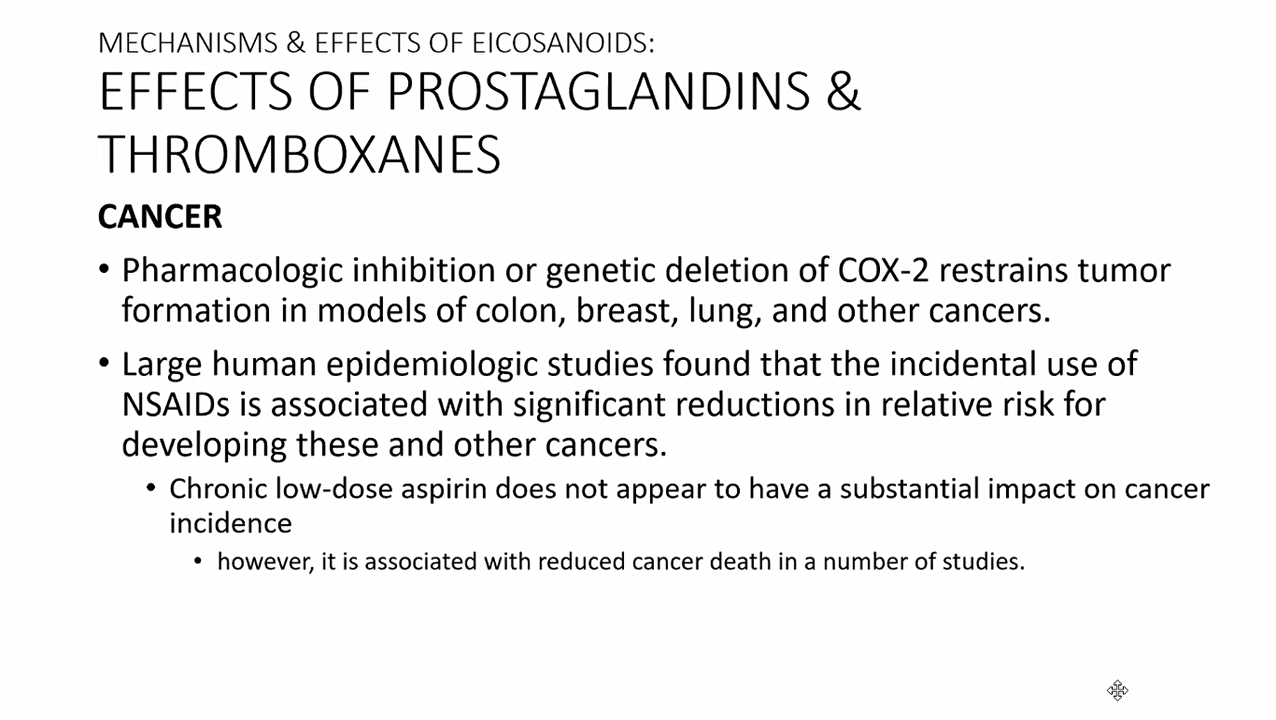 MECHANISMS & EFFECTS OF EICOSANOIDS:
EFFECTS OF PROSTAGLANDINS &
THROMBOXANES
CANCER
• Pharmacologic inhibition or genetic deletion of COX-2 restrains tumor
formation in models of colon, breast, lung, and other cancers.
• Large human epidemiologic studies found that the incidental use of
NSAIDs is associated with significant reductions in relative risk for
developing these and other cancers.
• Chronic low-dose aspirin does not appear to have a substantial impact on cancer
incidence
• however, it is associated with reduced cancer death in a number of studies.